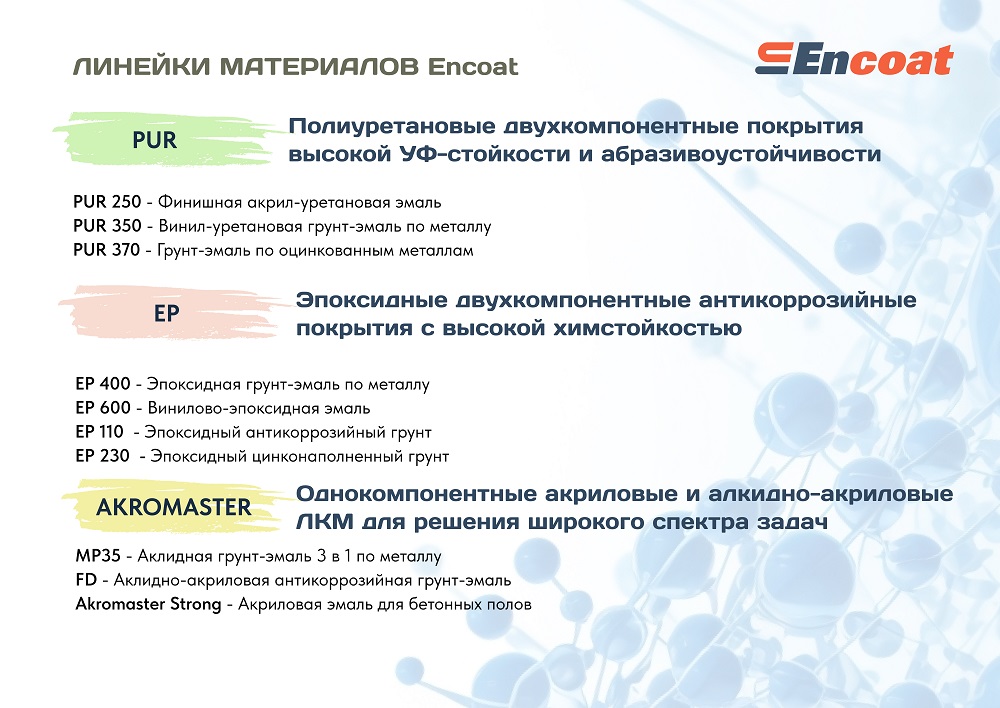 ЛИНЕЙКИ МАТЕРИАЛОВ Encoat
Encoat
PUR
Полиуретановые двухкомпонентные покрытия
высокой УФ-стойкости и абразивоустойчивости
PUR 250 - Финишная акрил-уретановая эмаль
PUR 350 - Винил-уретановая грунт-эмаль по металлу
PUR 370 - Грунт-эмаль по оцинкованным металлам
EP
Эпоксидные двухкомпонентные антикоррозийные
покрытия с высокой химстойкостью
EP 400 - Эпоксидная грунт-эмаль по металлу
EP 600 - Винилово-эпоксидная эмаль
EP 110 - Эпоксидный антикоррозийный грунт
EP 230 - Эпоксидный цинконаполненный грунт
AKROMASTER
Однокомпонентные акриловые и алкидно-акриловые
ЛКМ для решения широкого спектра задач
MP35 - Аклидная грунт-эмаль 3 в 1 по металлу
FD - Аклидно-акриловая антикоррозийная грунт-эмаль
Akromaster Strong - Акриловая эмаль для бетонных полов